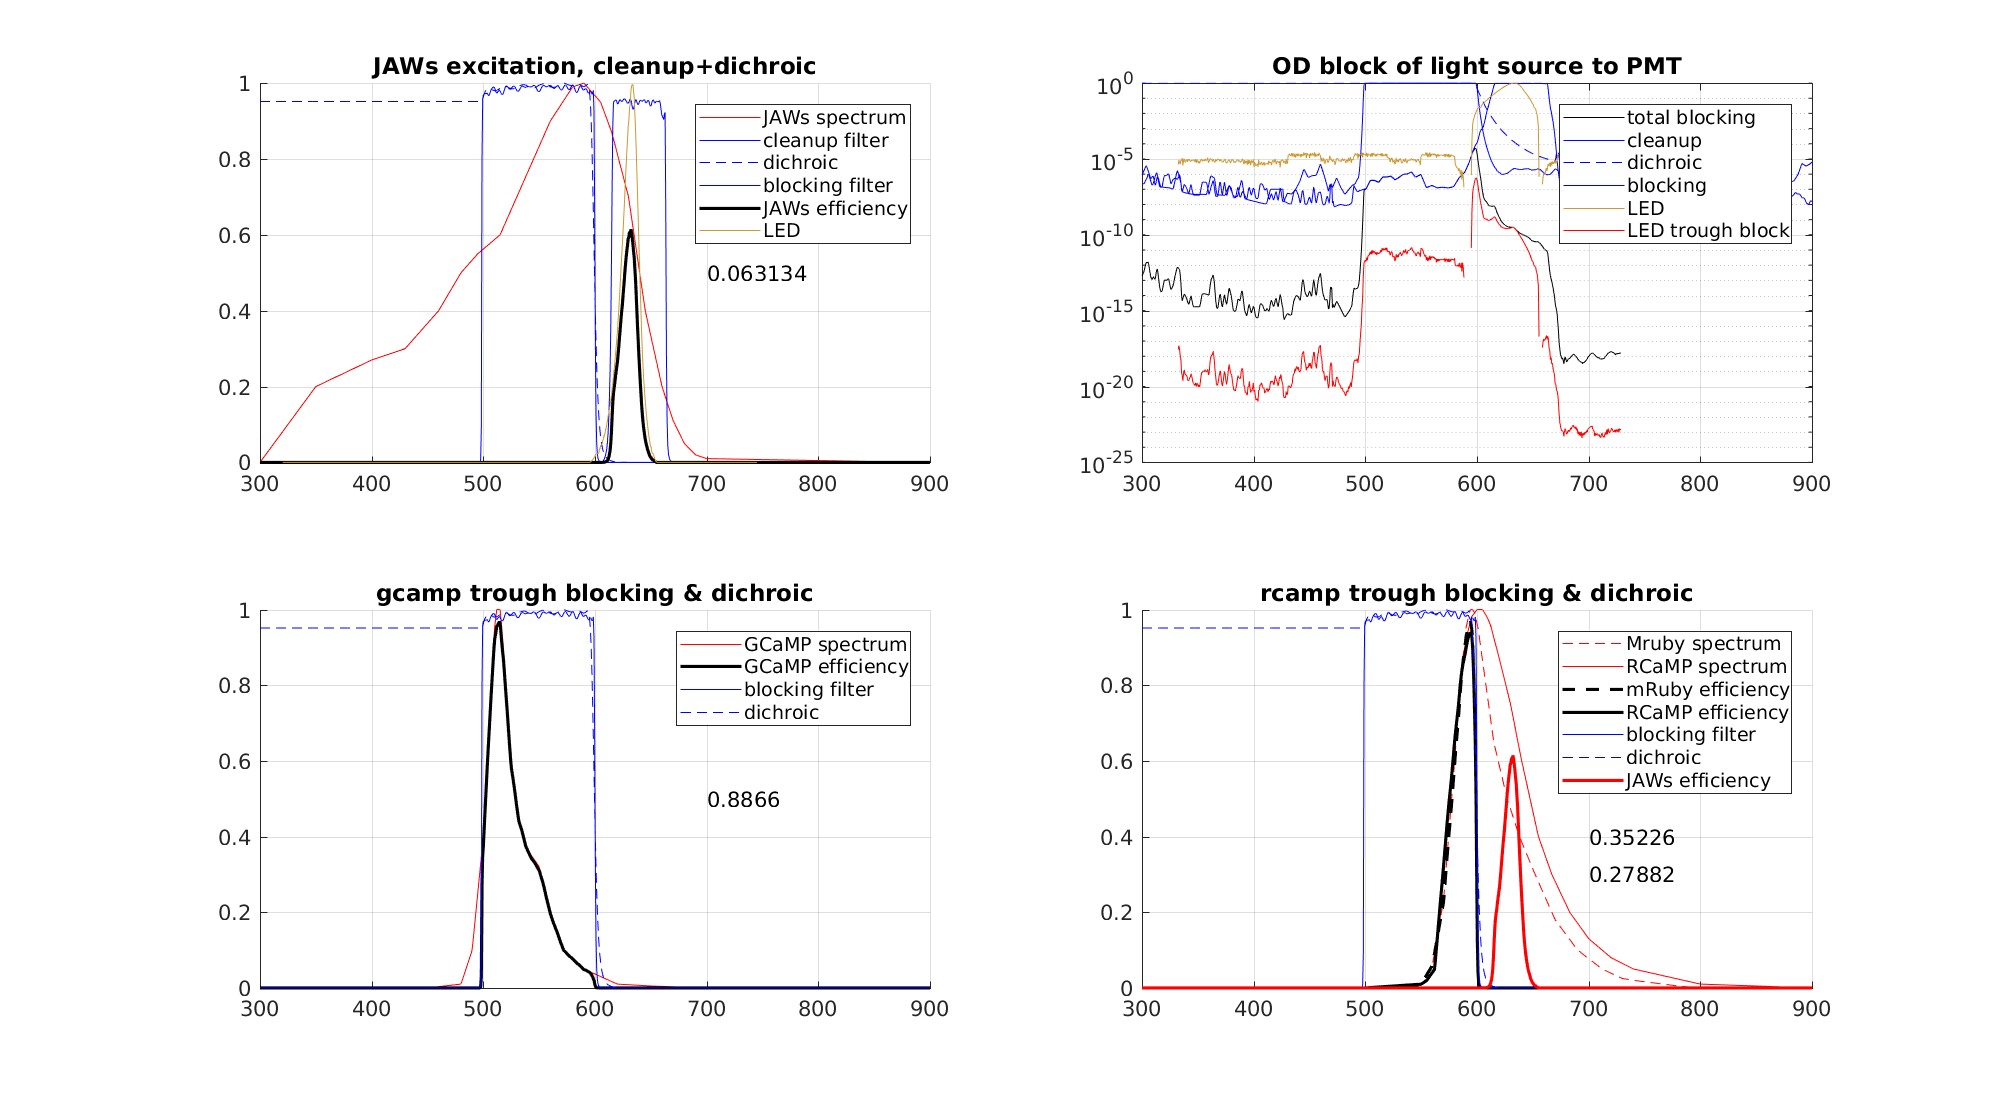 JAWs excitation, cleanup+dichroic
1
0.8
0.6
0.4
0.2
0
300 400 500 600 700 800 900
JAWs spectrum
cleanup filter
dichroic
blocking filter
JAWs efficiency
LED
0.063134
OD block of light source to PMT
10^0
10^-5
10^-10
10^-15
10^-20
10^-25
300 400 500 600 700 800 900
total blocking
cleanup
dichroic
blocking
LED
LED trough block
gcamp trough blocking & dichroic
1
0.8
0.6
0.4
0.2
0
300 400 500 600 700 800 900
GCaMP spectrum
GCaMP efficiency
blocking filter
dichroic
0.8866
rcamp trough blocking & dichroic
1
0.8
0.6
0.4
0.2
0
300 400 500 600 700 800 900
Mruby spectrum
RCaMP spectrum
mRuby efficiency
RCaMP efficiency
blocking filter
dichroic
JAWs efficiency
0.35226
0.27882